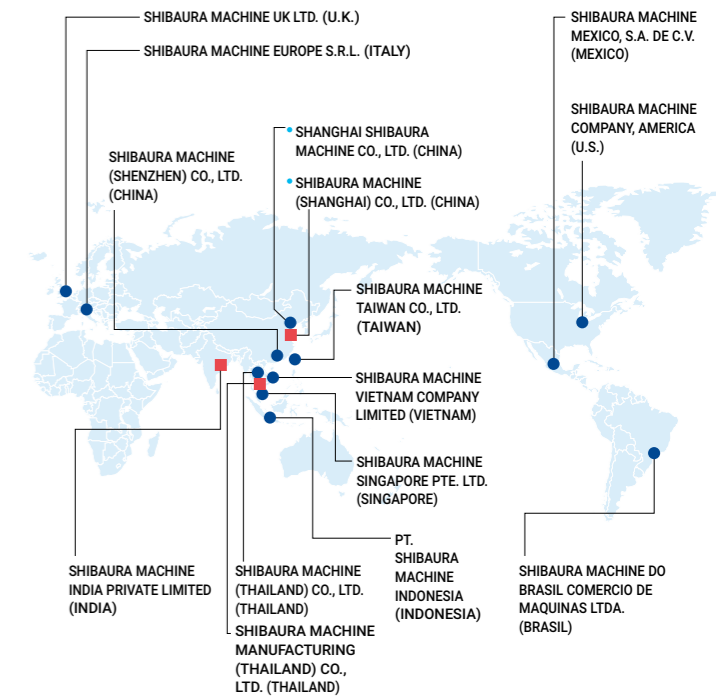 SHIBAURA MACHINE UK LTD. (U.K.)
SHIBAURA MACHINE EUROPE S.R.L. (ITALY)
SHIBAURA MACHINE
MEXICO, S.A. DE C.V.
(MEXICO)
SHIBAURA MACHINE
COMPANY, AMERICA
(U.S.)
• SHANGHAI SHIBAURA
MACHINE CO., LTD. (CHINA)
SHIBAURA MACHINE
(SHENZHEN) CO., LTD.
(CHINA)
• SHIBAURA MACHINE
(SHANGHAI) CO., LTD. (CHINA)
SHIBAURA MACHINE
TAIWAN CO., LTD.
(TAIWAN)
SHIBAURA MACHINE
VIETNAM COMPANY
LIMITED (VIETNAM)
SHIBAURA MACHINE
SINGAPORE PTE. LTD.
(SINGAPORE)
PT.
SHIBAURA
MACHINE
INDONESIA
(INDONESIA)
SHIBAURA MACHINE
INDIA PRIVATE LIMITED
(INDIA)
SHIBAURA MACHINE
(THAILAND) CO., LTD.
(THAILAND)
SHIBAURA MACHINE
MANUFACTURING
(THAILAND) CO.,
LTD. (THAILAND)
SHIBAURA MACHINE DO
BRASIL COMERCIO DE
MAQUINAS LTDA.
(BRASIL)